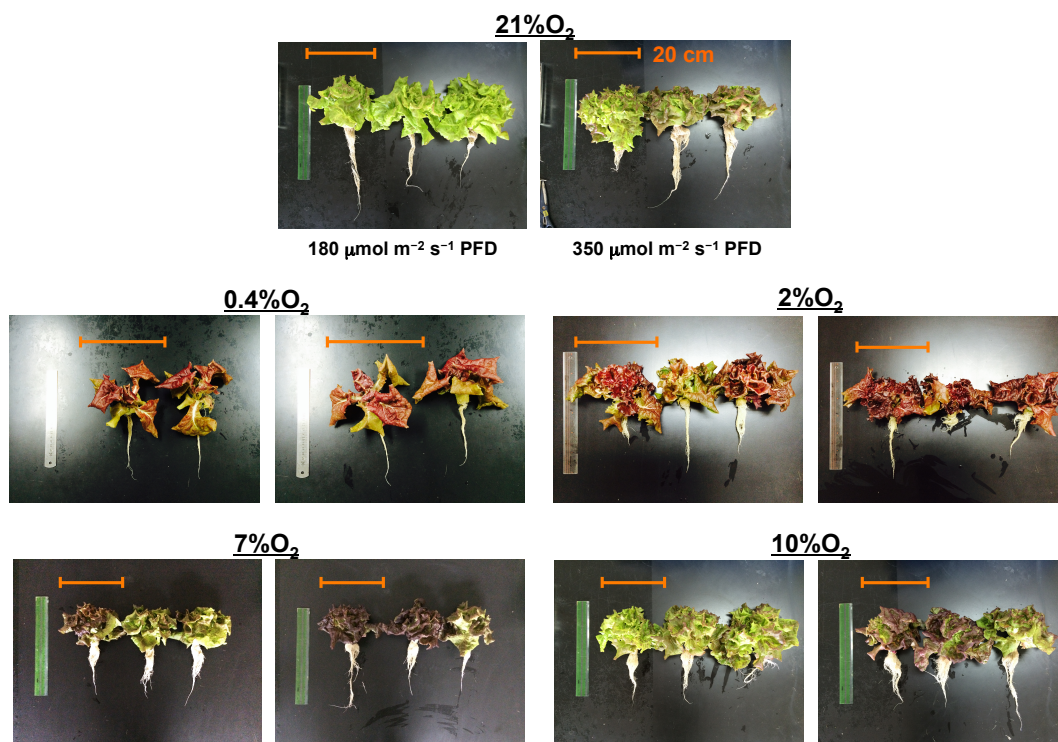 21%O₂
20 cm
180 μmol m⁻² s⁻¹ PFD
350 μmol m⁻² s⁻¹ PFD
0.4%O₂
2%O₂
7%O₂
10%O₂